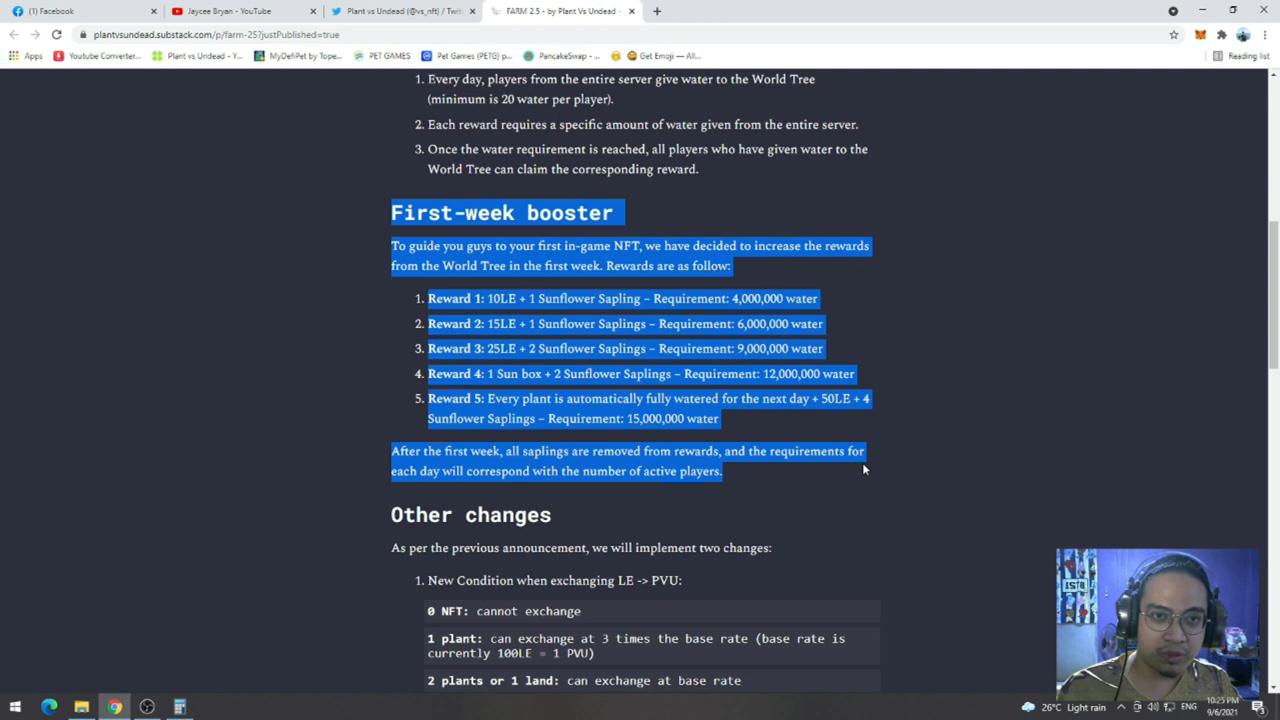 (1) Facebook
Jaycee Bryan - YouTube
Plant vs Undead (@vs_nft) / Twitt
FARM 2.5 - by Plant Vs Undead -
plantvsundead.substack.com/p/farm-25?justPublished=true
Apps
Youtube Converter...
Plant vs Undead - Y...
MyDefiPet by Tope...
PET GAMES
Pet Games (PETG) p...
PancakeSwap - ...
Get Emoji — All...
Reading list
1. Every day, players from the entire server give water to the World Tree
(minimum is 20 water per player).
2. Each reward requires a specific amount of water given from the entire server.
3. Once the water requirement is reached, all players who have given water to the
World Tree can claim the corresponding reward.
First-week booster
To guide you guys to your first in-game NFT, we have decided to increase the rewards
from the World Tree in the first week. Rewards are as follow:
1. Reward 1: 10LE + 1 Sunflower Sapling – Requirement: 4,000,000 water
2. Reward 2: 15LE + 1 Sunflower Saplings – Requirement: 6,000,000 water
3. Reward 3: 25LE + 2 Sunflower Saplings – Requirement: 9,000,000 water
4. Reward 4: 1 Sun box + 2 Sunflower Saplings – Requirement: 12,000,000 water
5. Reward 5: Every plant is automatically fully watered for the next day + 50LE + 4
Sunflower Saplings – Requirement: 15,000,000 water
After the first week, all saplings are removed from rewards, and the requirements for
each day will correspond with the number of active players.
Other changes
As per the previous announcement, we will implement two changes:
1. New Condition when exchanging LE -> PVU:
0 NFT: cannot exchange
1 plant: can exchange at 3 times the base rate (base rate is
currently 100LE = 1 PVU)
2 plants or 1 land: can exchange at base rate
26°C Light rain
ENG
10:25 PM
9/6/2021